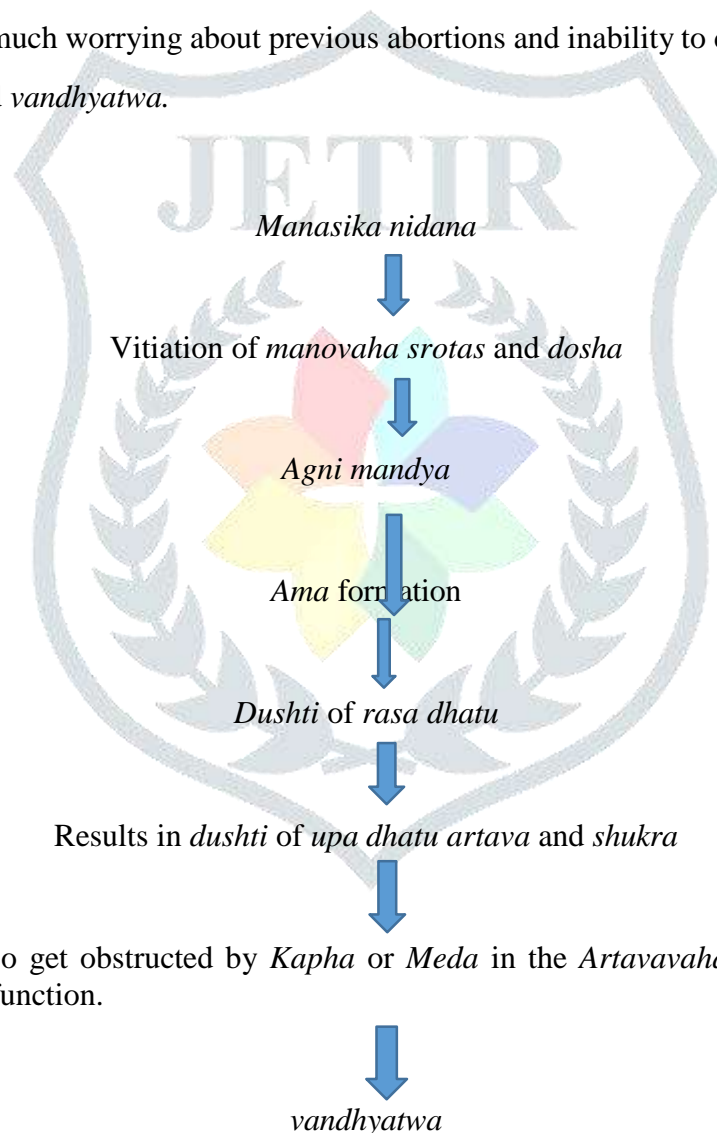 much worrying about previous abortions and inability to
vandhyatwa.
JETIR
Manasika nidana
Vitiation of manovaha srotas and dosha
Agni mandya
Ama formation
Dushti of rasa dhatu
Results in dushti of upa dhatu artava and shukra
o get obstructed by Kapha or Meda in the Artavavaha
function.
vandhyatwa